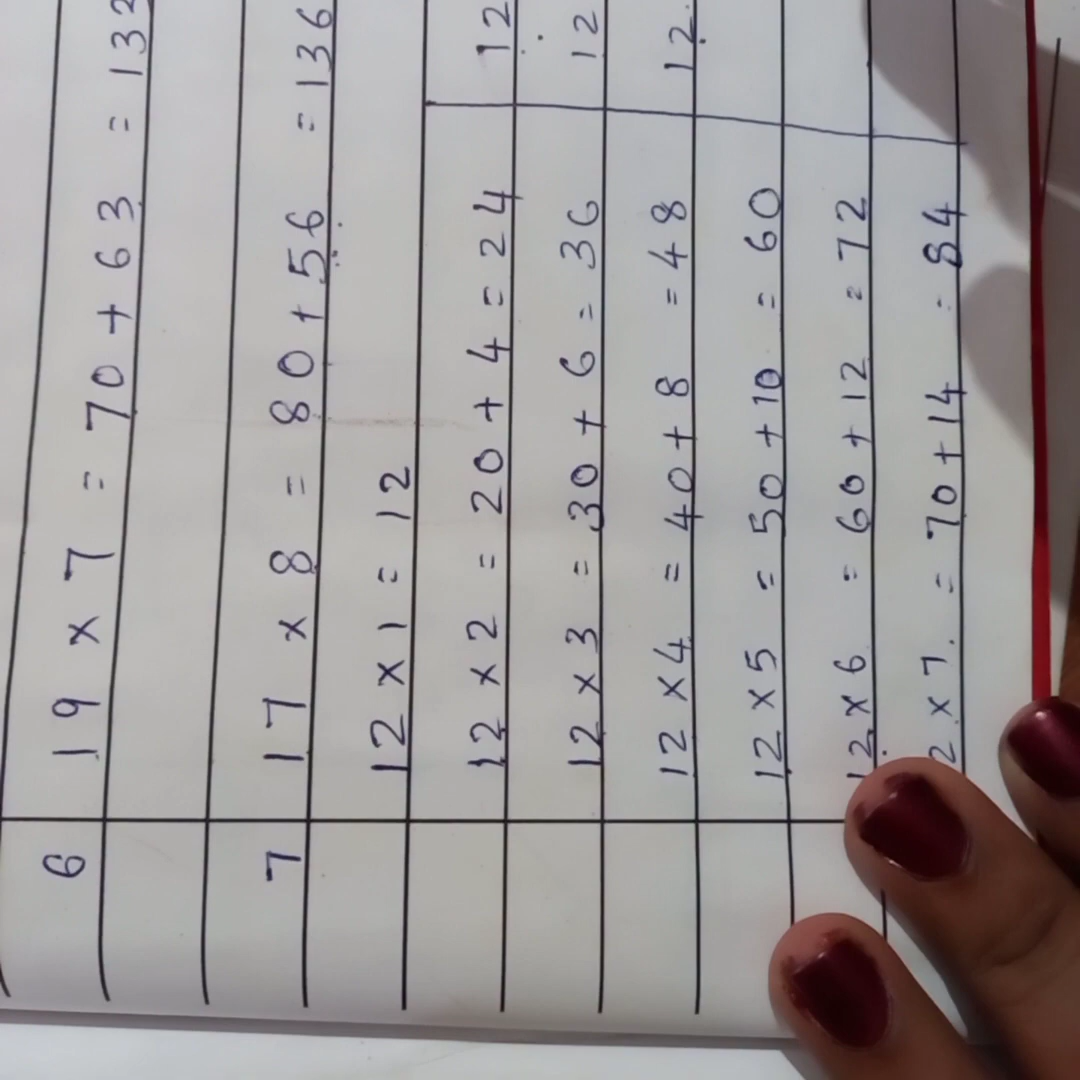 6 19 x 7 = 70 + 63 = 132
7 17 x 8 = 80 + 56 = 136
12 x 1 = 12
12 x 2 = 20 + 4 = 24 12
12 x 3 = 30 + 6 = 36 12
12 x 4 = 40 + 8 = 48 12
12 x 5 = 50 + 10 = 60
12 x 6 = 60 + 12 = 72
2 x 7 = 70 + 14 = 84